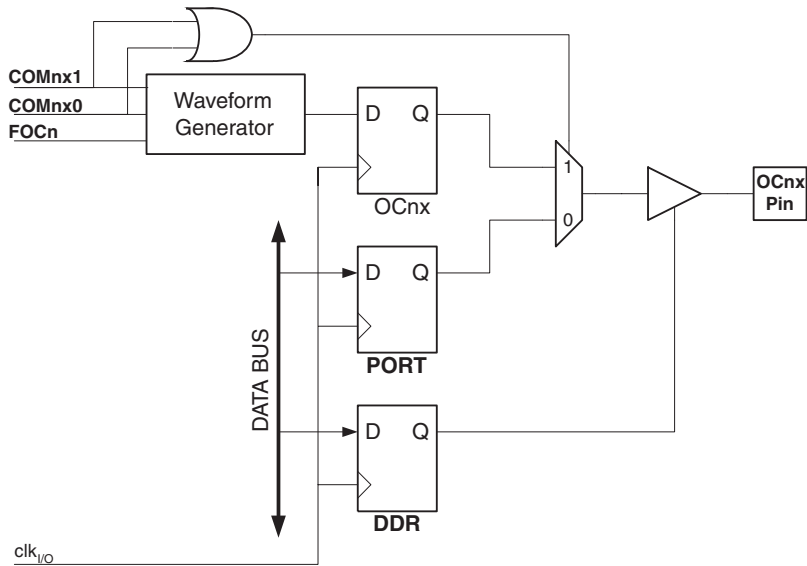 COMnx1
COMnx0
FOCn
Waveform
Generator
D Q
OCnx
1
0
OCnx
Pin
D Q
PORT
DATA BUS
D Q
DDR
clkI/O